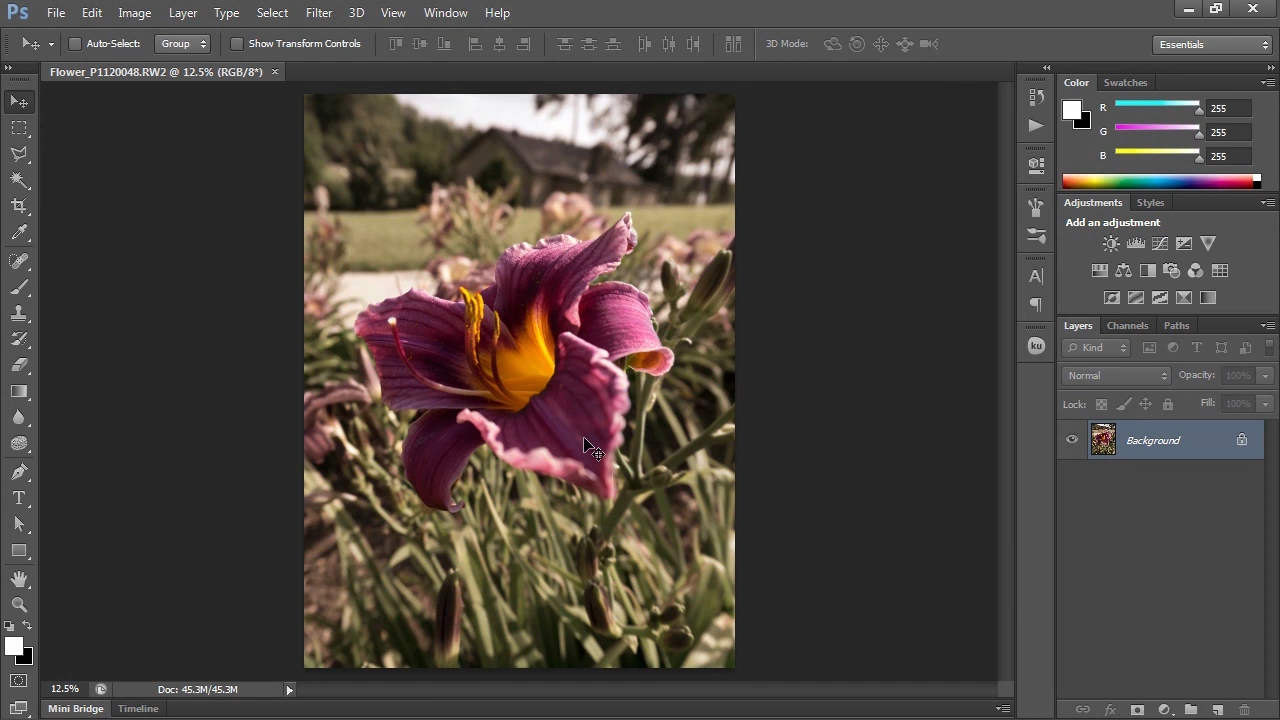 Ps File Edit Image Layer Type Select Filter 3D View Window Help
Auto-Select: Group Show Transform Controls 3D Mode: Essentials
Flower_P1120048.RW2 @ 12.5% (RGB/8*) ×
Color Swatches
R 255
G 255
B 255
Adjustments Styles
Add an adjustment
A|
Layers Channels Paths
Kind
Normal Opacity: 100%
Lock: Fill: 100%
ku
Background
fx
T
12.5% Doc: 45.3M/45.3M
Mini Bridge Timeline